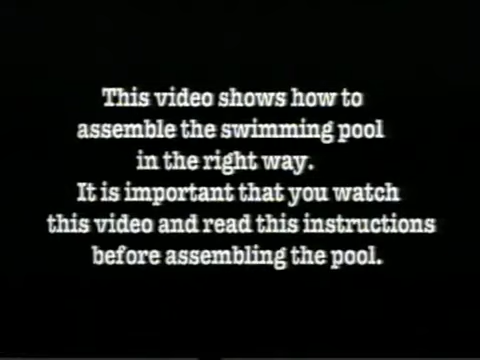 This video shows how to
assemble the swimming pool
in the right way.
It is important that you watch
this video and read this instructions
before assembling the pool.